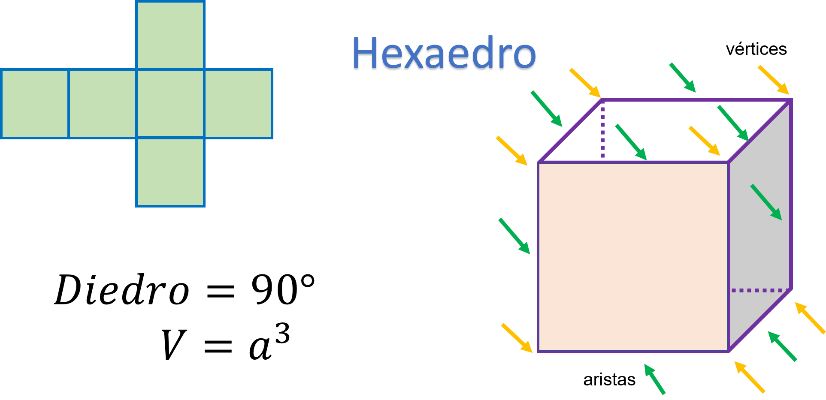 Hexaedro
vértices
Diedro = 90°
V = a³
aristas